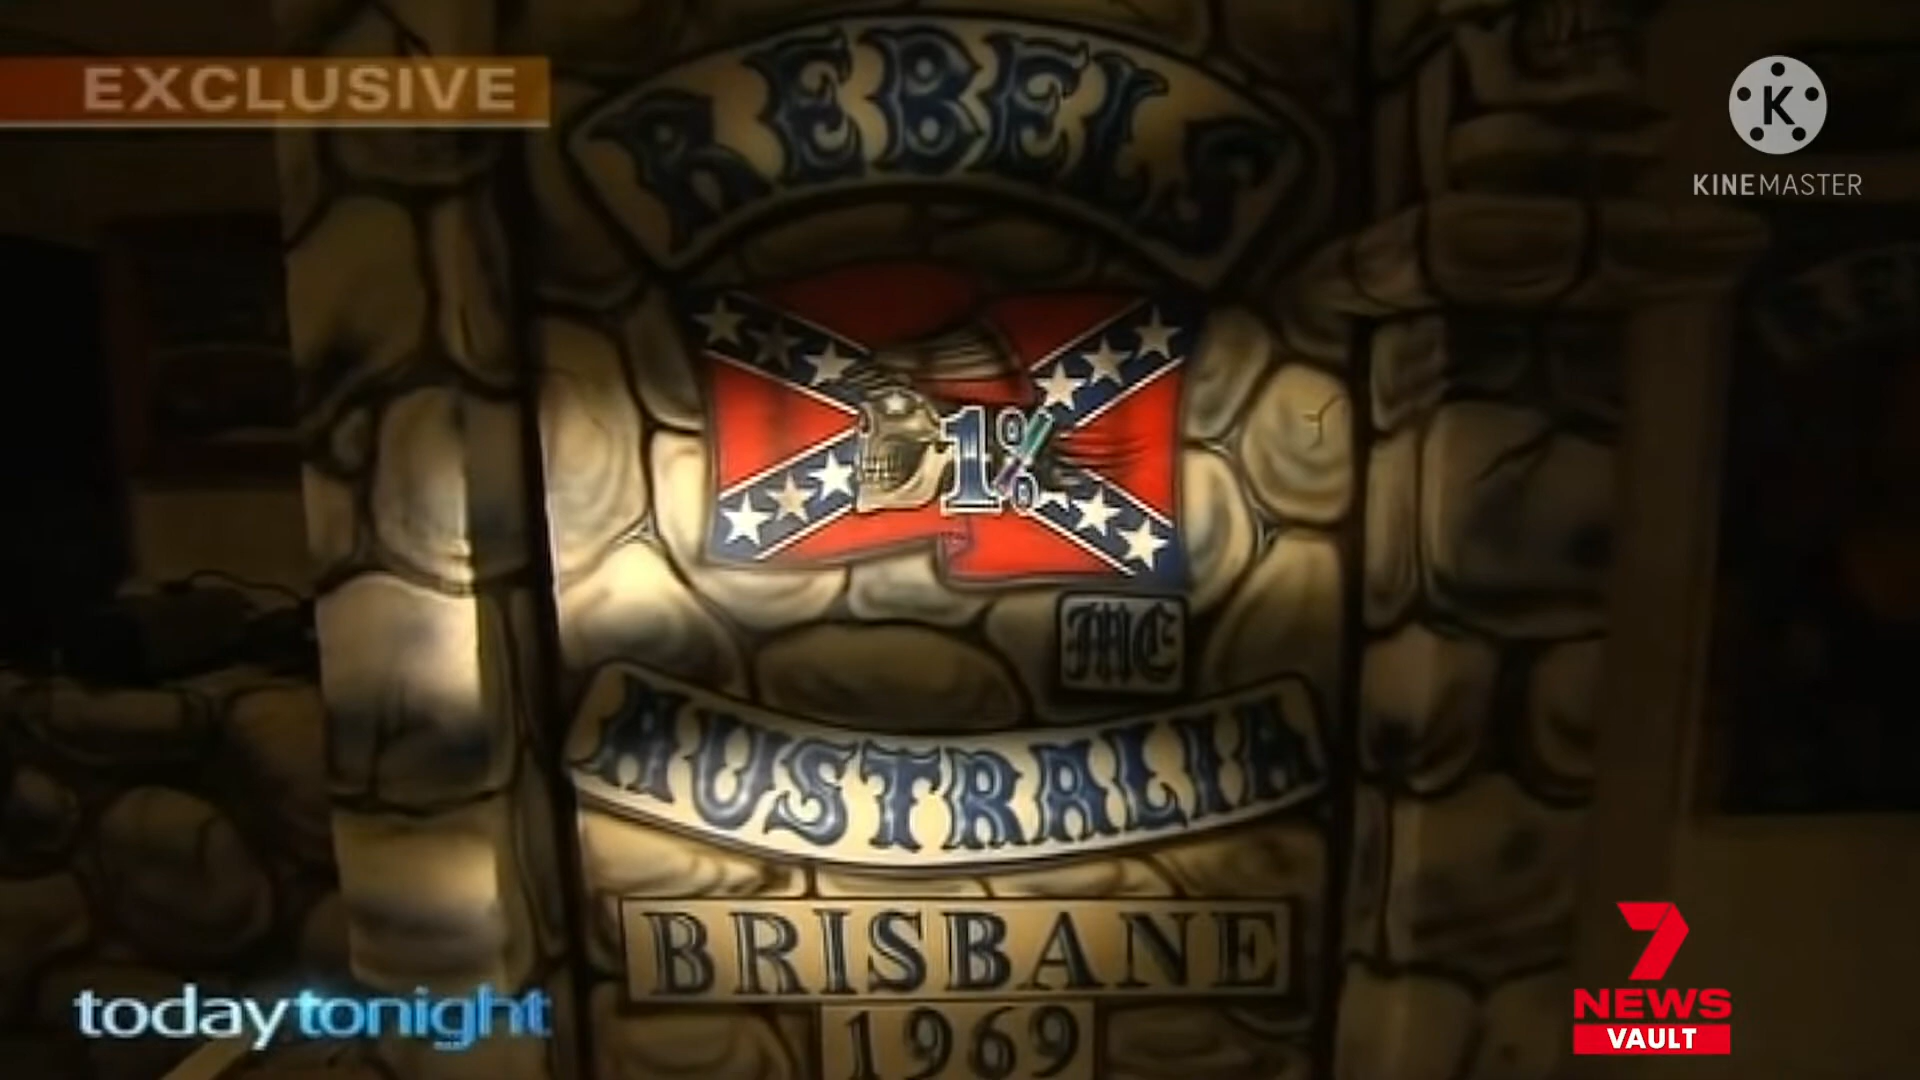 EXCLUSIVE
REBELS
K
KINEMASTER
1%
MC
AUSTRALIA
BRISBANE
1969
todaytonight
7
NEWS
VAULT